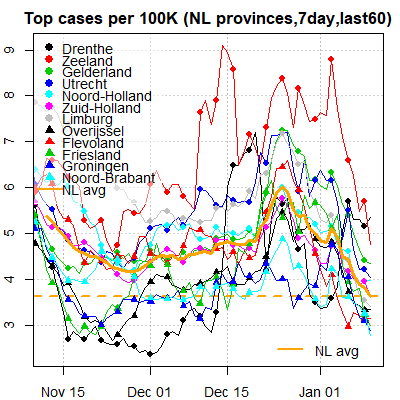 Top cases per 100K (NL provinces,7day,last60)
9
8
7
6
5
4
3
Drenthe
Zeeland
Gelderland
Utrecht
Noord-Holland
Zuid-Holland
Limburg
Overijssel
Flevoland
Friesland
Groningen
Noord-Brabant
NL avg
NL avg
Nov 15
Dec 01
Dec 15
Jan 01